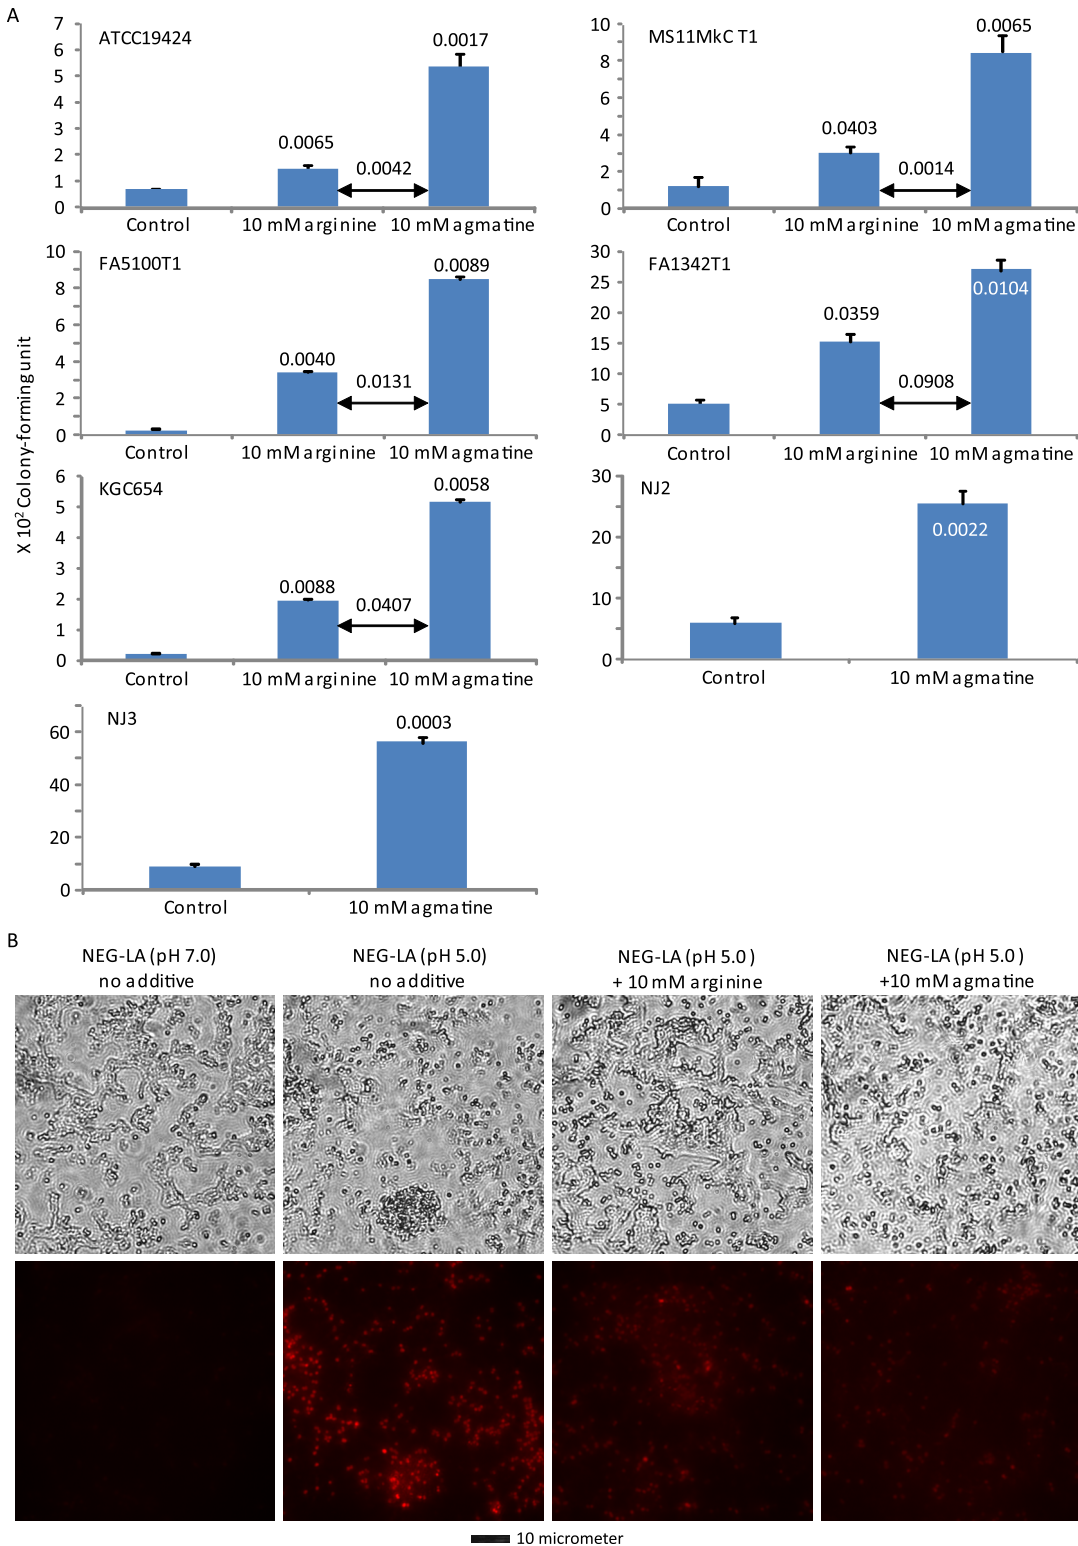 A
ATCC19424
7
6
5
4
3
2
1
0
0.0065
0.0042
0.0017
Control
10 mM arginine
10 mM agmatine
MS11MkC T1
10
8
6
4
2
0
0.0403
0.0014
0.0065
Control
10 mM arginine
10 mM agmatine
X 10² Colony-forming unit
FA5100T1
10
8
6
4
2
0
0.0040
0.0131
0.0089
Control
10 mM arginine
10 mM agmatine
FA1342T1
30
25
20
15
10
5
0
0.0359
0.0908
0.0104
Control
10 mM arginine
10 mM agmatine
KGC654
6
5
4
3
2
1
0
0.0088
0.0407
0.0058
Control
10 mM arginine
10 mM agmatine
NJ2
30
20
10
0
0.0022
Control
10 mM agmatine
NJ3
60
40
20
0
0.0003
Control
10 mM agmatine
B
NEG-LA (pH 7.0)
no additive
NEG-LA (pH 5.0)
no additive
NEG-LA (pH 5.0 )
+ 10 mM arginine
NEG-LA (pH 5.0 )
+10 mM agmatine
10 micrometer